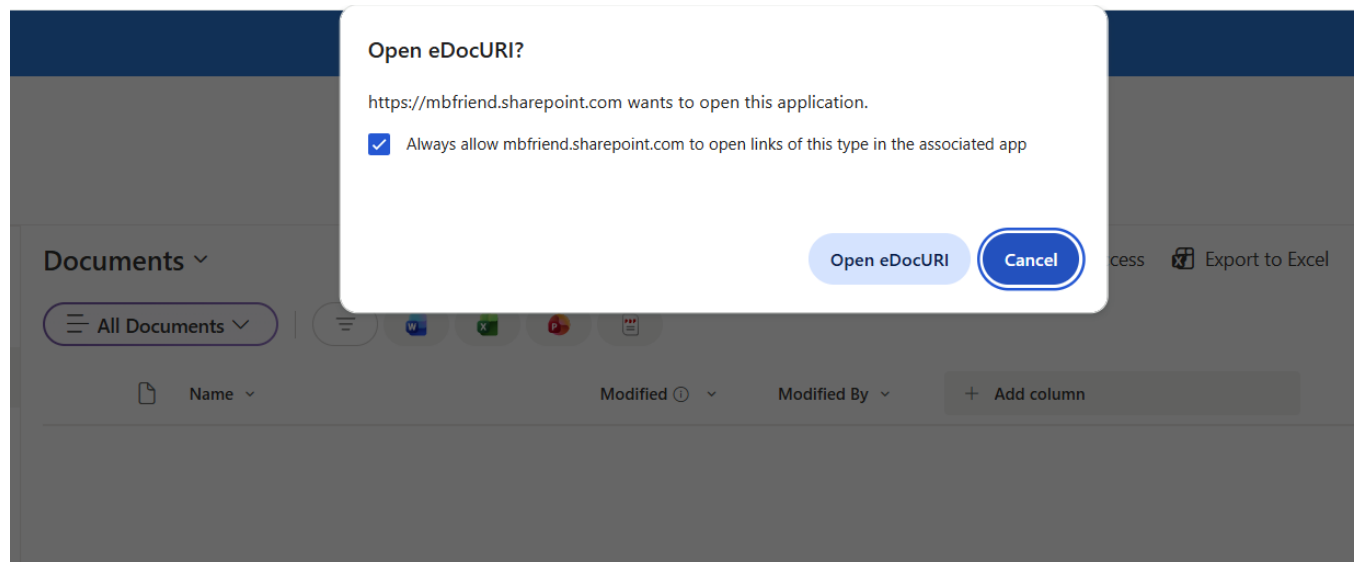 Open eDocURI?
https://mbfriend.sharepoint.com wants to open this application.
Always allow mbfriend.sharepoint.com to open links of this type in the associated app
Open eDocURI
Cancel
Documents
cess
Export to Excel
All Documents
Name
Modified
Modified By
+ Add column